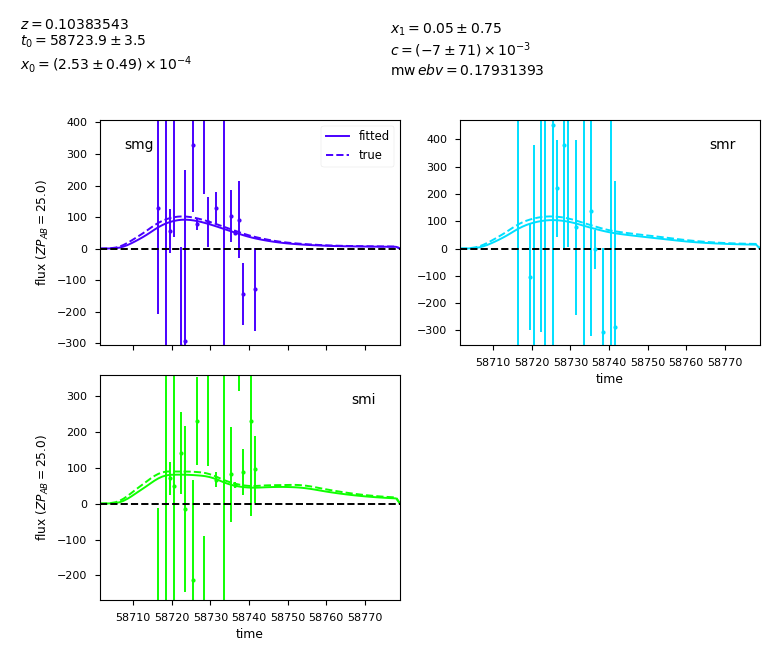 z = 0.10383543
t₀ = 58723.9 ± 3.5
x₀ = (2.53 ± 0.49) × 10⁻⁴
x₁ = 0.05 ± 0.75
c = (−7 ± 71) × 10⁻³
mw ebv = 0.17931393
smg
fitted
true
400
300
200
100
0
−100
−200
−300
flux (ZP_AB = 25.0)
smr
400
300
200
100
0
−100
−200
−300
58710 58720 58730 58740 58750 58760 58770
time
smi
300
200
100
0
−100
−200
flux (ZP_AB = 25.0)
58710 58720 58730 58740 58750 58760 58770
time